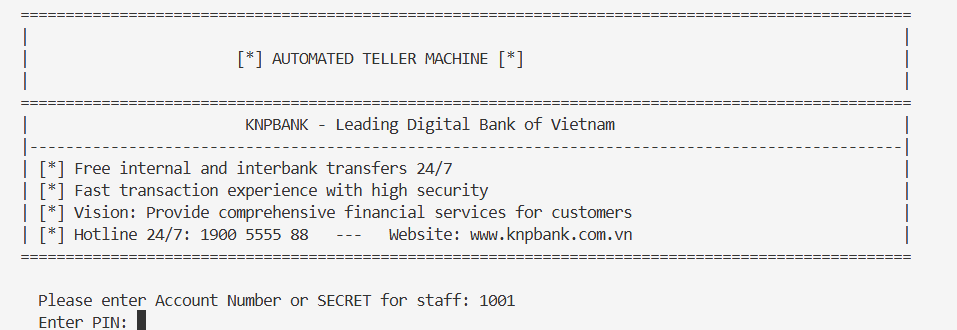 [*] AUTOMATED TELLER MACHINE [*]
KNPBANK - Leading Digital Bank of Vietnam
[*] Free internal and interbank transfers 24/7
[*] Fast transaction experience with high security
[*] Vision: Provide comprehensive financial services for customers
[*] Hotline 24/7: 1900 5555 88   ---   Website: www.knpbank.com.vn
Please enter Account Number or SECRET for staff: 1001
Enter PIN: